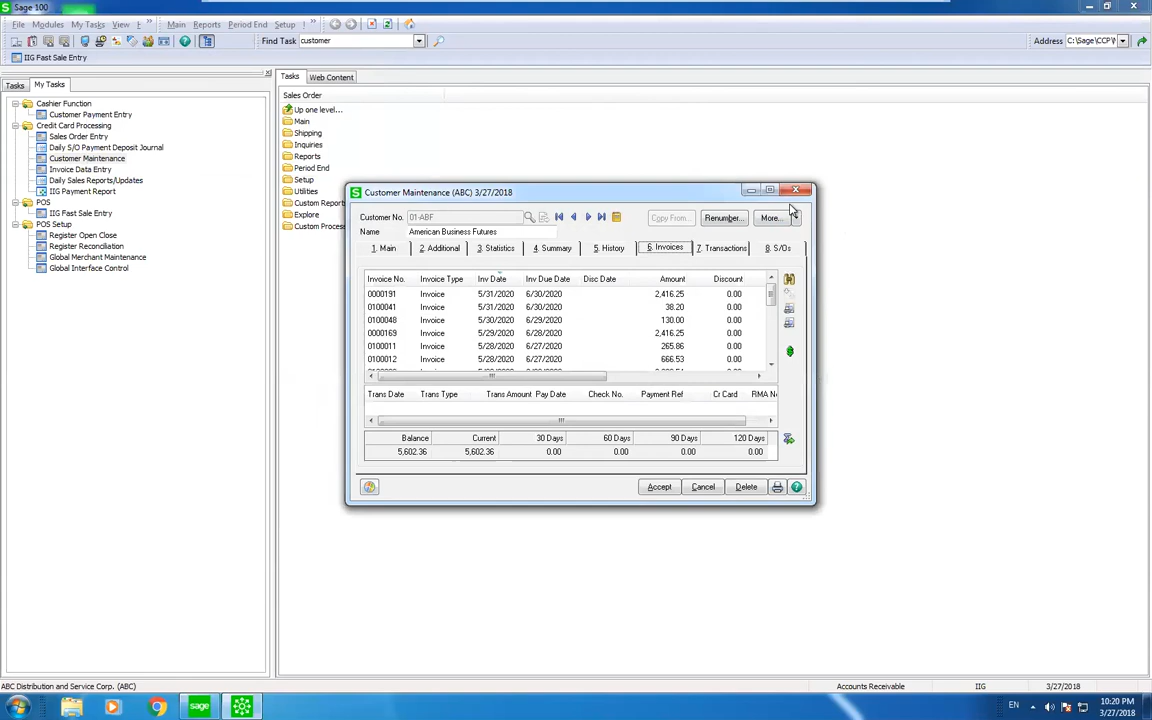 Sage 100
File Modules My Tasks View » Main Reports Period End Setup »
Find Task customer Address C:\Sage\CCP\
IIG Fast Sale Entry
Tasks My Tasks
Tasks Web Content
Cashier Function
Customer Payment Entry
Credit Card Processing
Sales Order Entry
Daily S/O Payment Deposit Journal
Customer Maintenance
Invoice Data Entry
Daily Sales Reports/Updates
IIG Payment Report
POS
IIG Fast Sale Entry
POS Setup
Register Open Close
Register Reconciliation
Global Merchant Maintenance
Global Interface Control
Sales Order
Up one level...
Main
Shipping
Inquiries
Reports
Period End
Setup
Utilities
Custom Reports
Explore
Custom
Customer Maintenance (ABC) 3/27/2018
Customer No. 01-ABF Copy From... Renumber... More...
Name American Business Futures
1. Main 2. Additional 3. Statistics 4. Summary 5. History 6. Invoices 7. Transactions 8. S/Os
Invoice No. Invoice Type Inv Date Inv Due Date Disc Date Amount Discount
0000191 Invoice 5/31/2020 6/30/2020 2,416.25 0.00
0100041 Invoice 5/31/2020 6/30/2020 38.20 0.00
0100048 Invoice 5/30/2020 6/29/2020 130.00 0.00
0000169 Invoice 5/29/2020 6/28/2020 2,416.25 0.00
0100011 Invoice 5/28/2020 6/27/2020 265.86 0.00
0100012 Invoice 5/28/2020 6/27/2020 666.53 0.00
Trans Date Trans Type Trans Amount Pay Date Check No. Payment Ref Cr Card RMA
Balance Current 30 Days 60 Days 90 Days 120 Days
5,602.36 5,602.36 0.00 0.00 0.00 0.00
Accept Cancel Delete
ABC Distribution and Service Corp. (ABC) Accounts Receivable IIG 3/27/2018
sage
EN
10:20 PM
3/27/2018